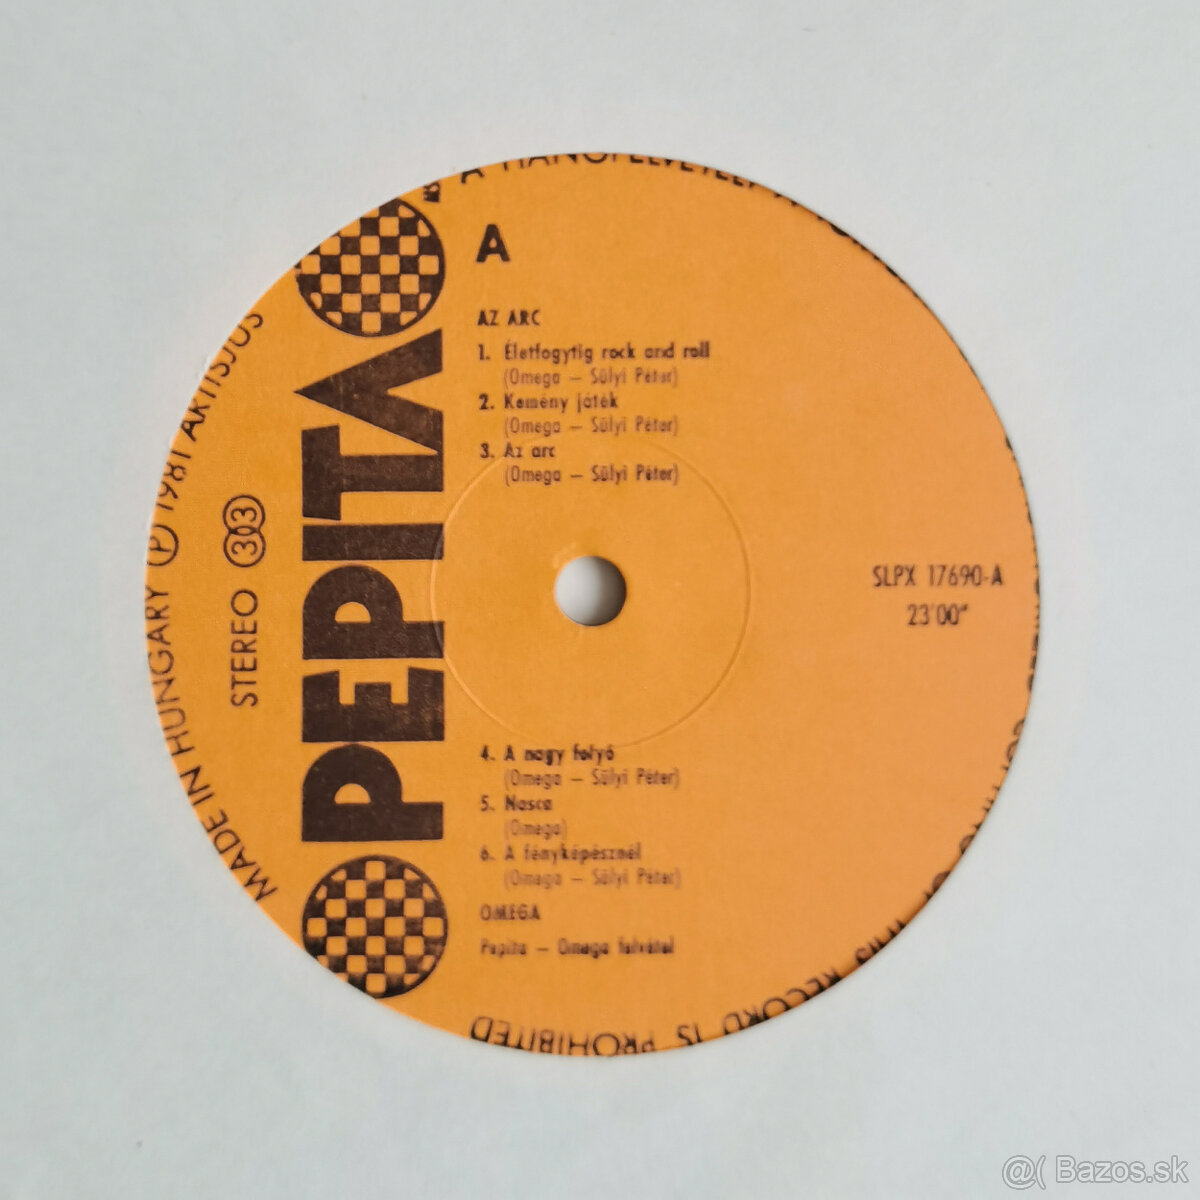 A HANGFELVÉTEL
A
AZ ARC
1. Életfogytig rock and roll
(Omega — Sülyi Péter)
2. Kemény játék
(Omega — Sülyi Péter)
3. Az arc
(Omega — Sülyi Péter)
SLPX 17690-A
23'00"
4. A nagy folyó
(Omega — Sülyi Péter)
5. Nasca
(Omega)
6. A fényképésznél
(Omega — Sülyi Péter)
OMEGA
Pepita — Omega felvétel
PEPITA
STEREO 33
MADE IN HUNGARY Ⓟ 1981 ARTISJUS
OF THIS RECORD IS PROHIBITED
@( Bazos.sk